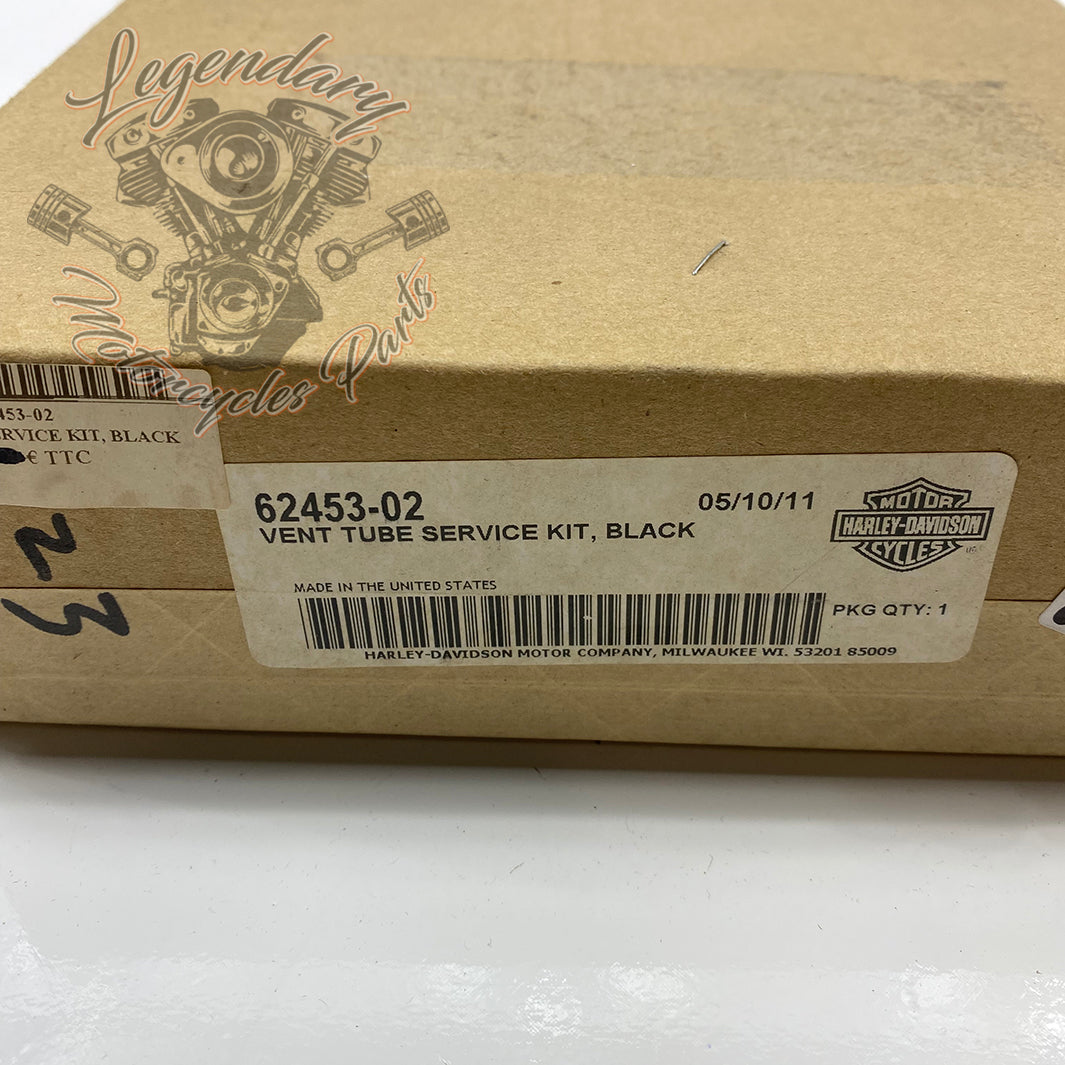 Legendary
Motorcycles Parts
453-02
RVICE KIT, BLACK
€ TTC
23
62453-02
05/10/11
VENT TUBE SERVICE KIT, BLACK
MOTOR
HARLEY-DAVIDSON
CYCLES
MADE IN THE UNITED STATES
PKG QTY: 1
HARLEY-DAVIDSON MOTOR COMPANY, MILWAUKEE WI. 53201 85009